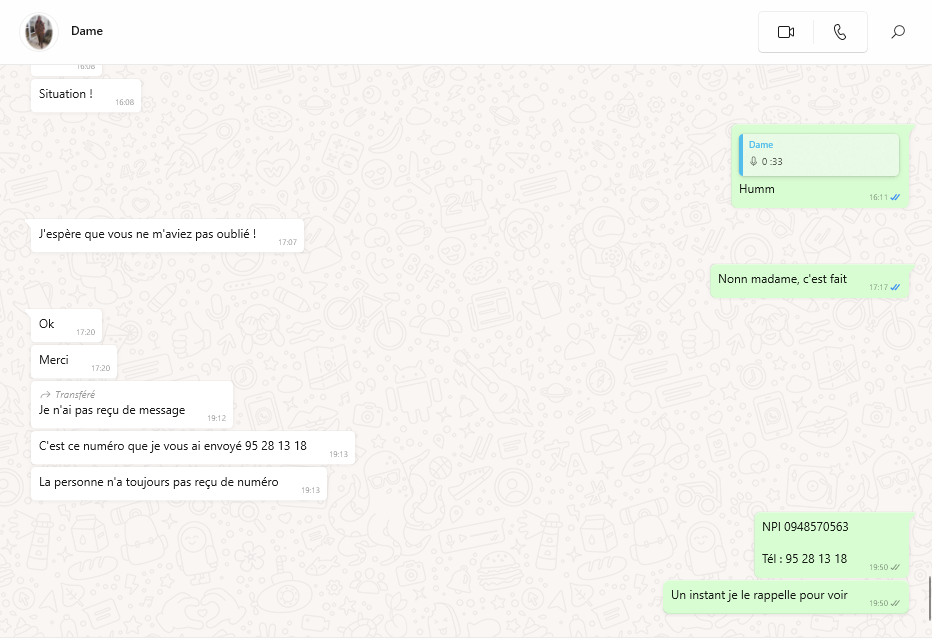 Dame
16:06
Situation !
16:08
Dame
0 :33
Humm
16:11
J'espère que vous ne m'aviez pas oublié !
17:07
Nonn madame, c'est fait
17:17
Ok
17:20
Merci
17:20
Transféré
Je n'ai pas reçu de message
19:12
C'est ce numéro que je vous ai envoyé 95 28 13 18
19:13
La personne n'a toujours pas reçu de numéro
19:13
NPI 0948570563
Tél : 95 28 13 18
19:50
Un instant je le rappelle pour voir
19:50